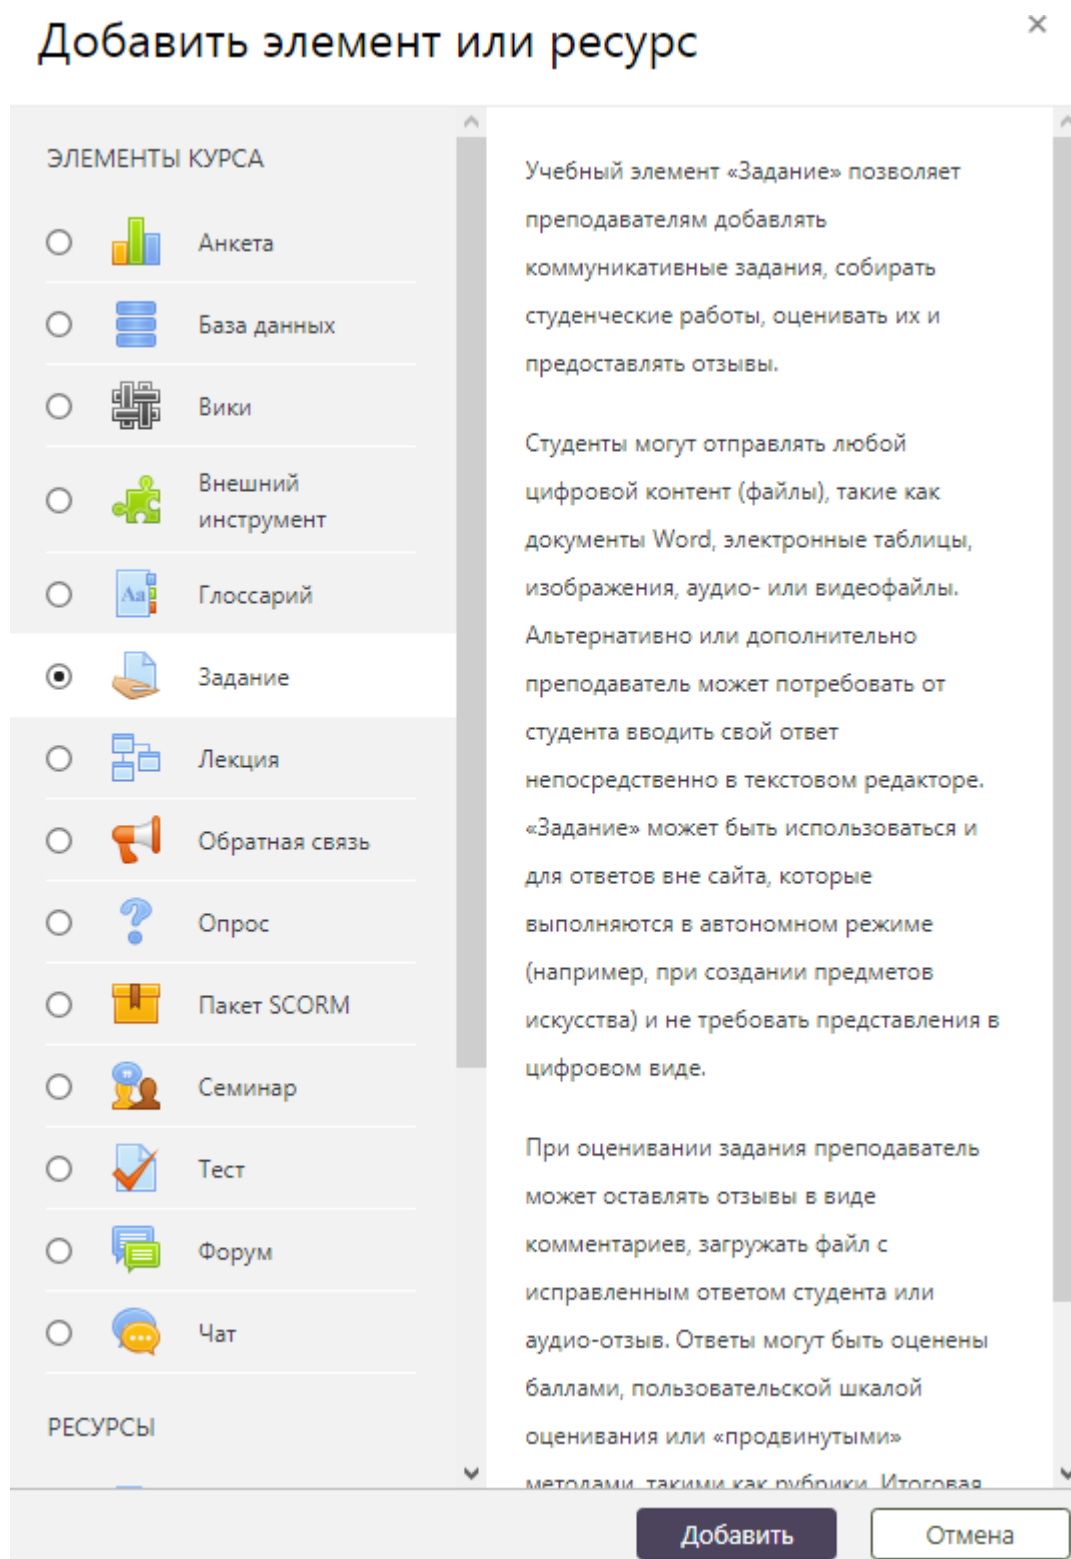 Добавить элемент или ресурс
×
ЭЛЕМЕНТЫ КУРСА
Анкета
База данных
Вики
Внешний
инструмент
Aa
Глоссарий
Задание
Лекция
Обратная связь
Опрос
Пакет SCORM
Семинар
Тест
Форум
Чат
РЕСУРСЫ
Учебный элемент «Задание» позволяет
преподавателям добавлять
коммуникативные задания, собирать
студенческие работы, оценивать их и
предоставлять отзывы.
Студенты могут отправлять любой
цифровой контент (файлы), такие как
документы Word, электронные таблицы,
изображения, аудио- или видеофайлы.
Альтернативно или дополнительно
преподаватель может потребовать от
студента вводить свой ответ
непосредственно в текстовом редакторе.
«Задание» может быть использоваться и
для ответов вне сайта, которые
выполняются в автономном режиме
(например, при создании предметов
искусства) и не требовать представления в
цифровом виде.
При оценивании задания преподаватель
может оставлять отзывы в виде
комментариев, загружать файл с
исправленным ответом студента или
аудио-отзыв. Ответы могут быть оценены
баллами, пользовательской шкалой
оценивания или «продвинутыми»
методами, такими как рубрики. Итоговая
Добавить
Отмена